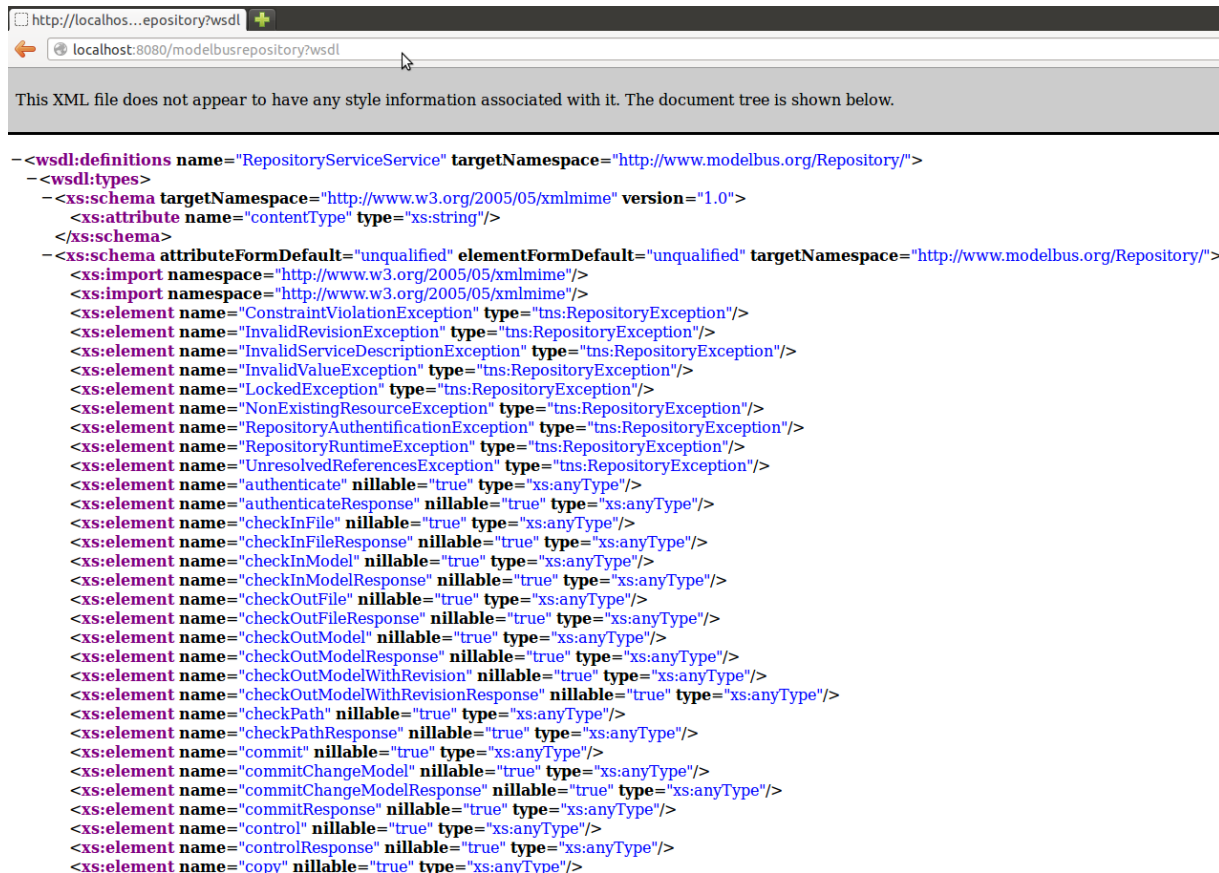 http://localhos...epository?wsdl
localhost:8080/modelbusrepository?wsdl
This XML file does not appear to have any style information associated with it. The document tree is shown below.
−<wsdl:definitions name="RepositoryServiceService" targetNamespace="http://www.modelbus.org/Repository/">
−<wsdl:types>
−<xs:schema targetNamespace="http://www.w3.org/2005/05/xmlmime" version="1.0">
<xs:attribute name="contentType" type="xs:string"/>
</xs:schema>
−<xs:schema attributeFormDefault="unqualified" elementFormDefault="unqualified" targetNamespace="http://www.modelbus.org/Repository/">
<xs:import namespace="http://www.w3.org/2005/05/xmlmime"/>
<xs:import namespace="http://www.w3.org/2005/05/xmlmime"/>
<xs:element name="ConstraintViolationException" type="tns:RepositoryException"/>
<xs:element name="InvalidRevisionException" type="tns:RepositoryException"/>
<xs:element name="InvalidServiceDescriptionException" type="tns:RepositoryException"/>
<xs:element name="InvalidValueException" type="tns:RepositoryException"/>
<xs:element name="LockedException" type="tns:RepositoryException"/>
<xs:element name="NonExistingResourceException" type="tns:RepositoryException"/>
<xs:element name="RepositoryAuthentificationException" type="tns:RepositoryException"/>
<xs:element name="RepositoryRuntimeException" type="tns:RepositoryException"/>
<xs:element name="UnresolvedReferencesException" type="tns:RepositoryException"/>
<xs:element name="authenticate" nillable="true" type="xs:anyType"/>
<xs:element name="authenticateResponse" nillable="true" type="xs:anyType"/>
<xs:element name="checkInFile" nillable="true" type="xs:anyType"/>
<xs:element name="checkInFileResponse" nillable="true" type="xs:anyType"/>
<xs:element name="checkInModel" nillable="true" type="xs:anyType"/>
<xs:element name="checkInModelResponse" nillable="true" type="xs:anyType"/>
<xs:element name="checkOutFile" nillable="true" type="xs:anyType"/>
<xs:element name="checkOutFileResponse" nillable="true" type="xs:anyType"/>
<xs:element name="checkOutModel" nillable="true" type="xs:anyType"/>
<xs:element name="checkOutModelResponse" nillable="true" type="xs:anyType"/>
<xs:element name="checkOutModelWithRevision" nillable="true" type="xs:anyType"/>
<xs:element name="checkOutModelWithRevisionResponse" nillable="true" type="xs:anyType"/>
<xs:element name="checkPath" nillable="true" type="xs:anyType"/>
<xs:element name="checkPathResponse" nillable="true" type="xs:anyType"/>
<xs:element name="commit" nillable="true" type="xs:anyType"/>
<xs:element name="commitChangeModel" nillable="true" type="xs:anyType"/>
<xs:element name="commitChangeModelResponse" nillable="true" type="xs:anyType"/>
<xs:element name="commitResponse" nillable="true" type="xs:anyType"/>
<xs:element name="control" nillable="true" type="xs:anyType"/>
<xs:element name="controlResponse" nillable="true" type="xs:anyType"/>
<xs:element name="copy" nillable="true" type="xs:anyType"/>